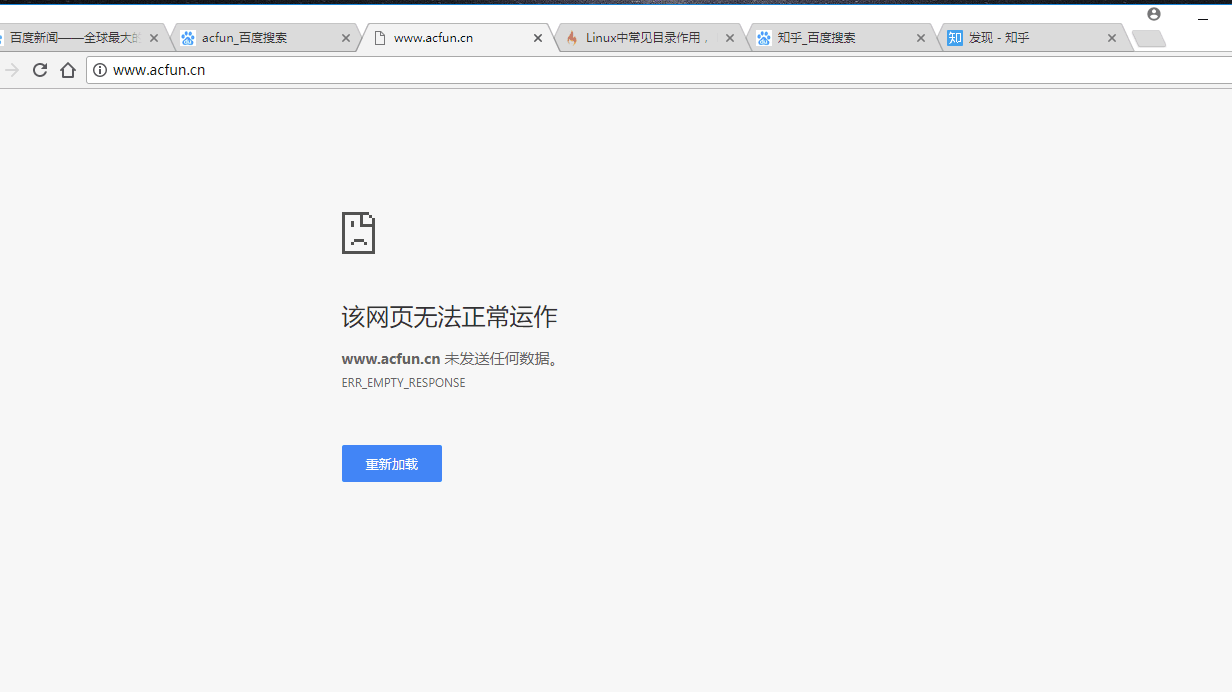 百度新闻——全球最大的
acfun_百度搜索
www.acfun.cn
Linux中常见目录作用，
知乎_百度搜索
知 发现 - 知乎
www.acfun.cn
该网页无法正常运作
www.acfun.cn 未发送任何数据。
ERR_EMPTY_RESPONSE
重新加载